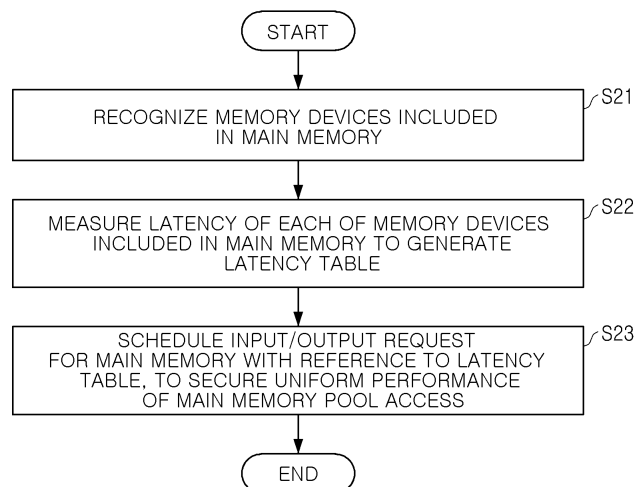 START
S21
RECOGNIZE MEMORY DEVICES INCLUDED
IN MAIN MEMORY
S22
MEASURE LATENCY OF EACH OF MEMORY DEVICES
INCLUDED IN MAIN MEMORY TO GENERATE
LATENCY TABLE
S23
SCHEDULE INPUT/OUTPUT REQUEST
FOR MAIN MEMORY WITH REFERENCE TO LATENCY
TABLE, TO SECURE UNIFORM PERFORMANCE
OF MAIN MEMORY POOL ACCESS
END